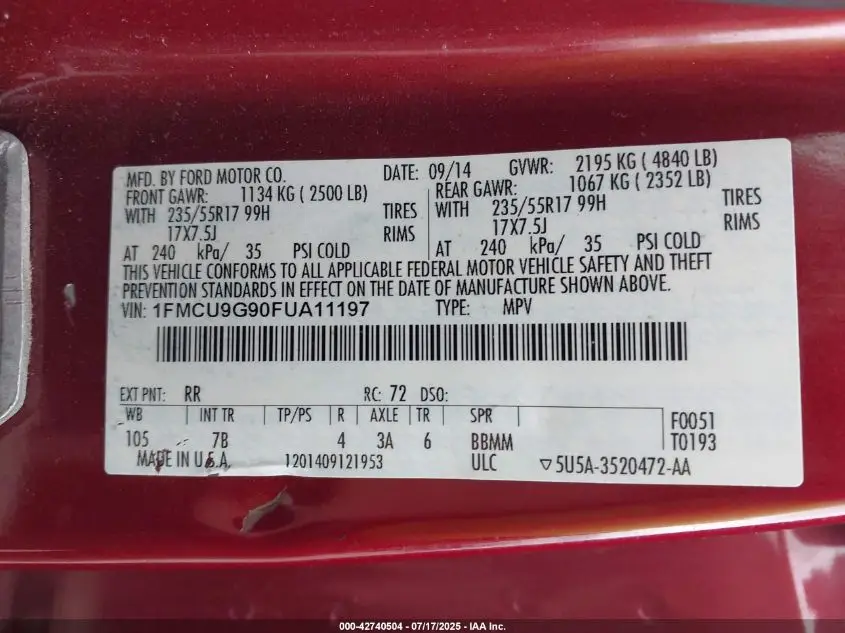 MFD. BY FORD MOTOR CO. DATE: 09/14 GVWR: 2195 KG ( 4840 LB)
FRONT GAWR: 1134 KG ( 2500 LB) REAR GAWR: 1067 KG ( 2352 LB)
WITH 235/55R17 99H TIRES WITH 235/55R17 99H TIRES
17X7.5J RIMS 17X7.5J RIMS
AT 240 kPa/ 35 PSI COLD AT 240 kPa/ 35 PSI COLD
THIS VEHICLE CONFORMS TO ALL APPLICABLE FEDERAL MOTOR VEHICLE SAFETY AND THEFT
PREVENTION STANDARDS IN EFFECT ON THE DATE OF MANUFACTURE SHOWN ABOVE.
VIN: 1FMCU9G90FUA11197 TYPE: MPV
EXT PNT: RR RC: 72 DSO:
WB INT TR TP/PS R AXLE TR SPR F0051
105 7B 4 3A 6 BBMM T0193
MADE IN U.S.A. 1201409121953 ULC ▽5U5A-3520472-AA
000-42740504 - 07/17/2025 - IAA Inc.